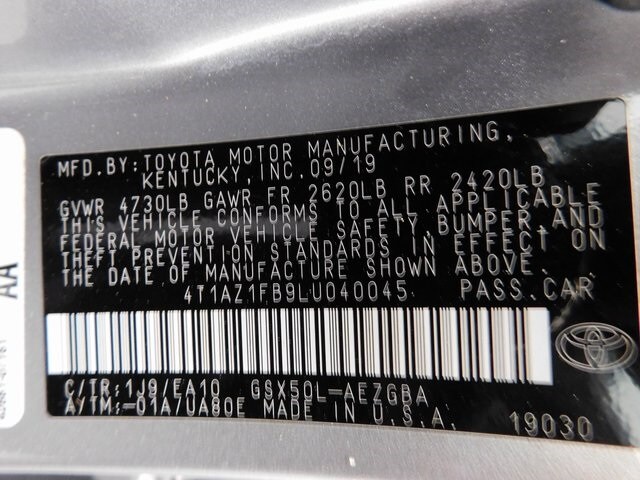 MFD.BY:TOYOTA MOTOR MANUFACTURING,
KENTUCKY,INC.09/19
GVWR 4730LB GAWR FR 2620LB RR 2420LB
THIS VEHICLE CONFORMS TO ALL APPLICABLE
FEDERAL MOTOR VEHICLE SAFETY,BUMPER,AND
THEFT PREVENTION STANDARDS IN EFFECT ON
THE DATE OF MANUFACTURE SHOWN ABOVE.
4T1AZ1FB9LU040045 PASS.CAR
C/TR:1J9/EA10 GSX50L-AEZGBA
A/TM:-01A/UA80E MADE IN U.S.A.
19030
AA